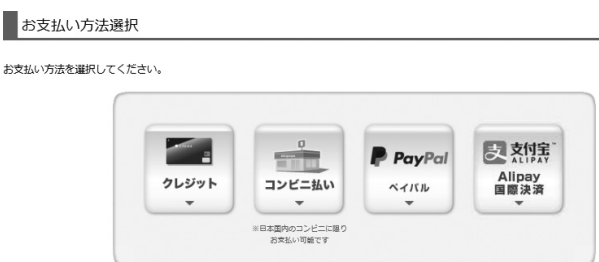 お支払い方法選択
お支払い方法を選択してください。
クレジット
コンビニ払い
※日本国内のコンビニに限り
お支払い可能です
PayPal
ペイパル
支 支付宝™
ALIPAY
Alipay
国際決済